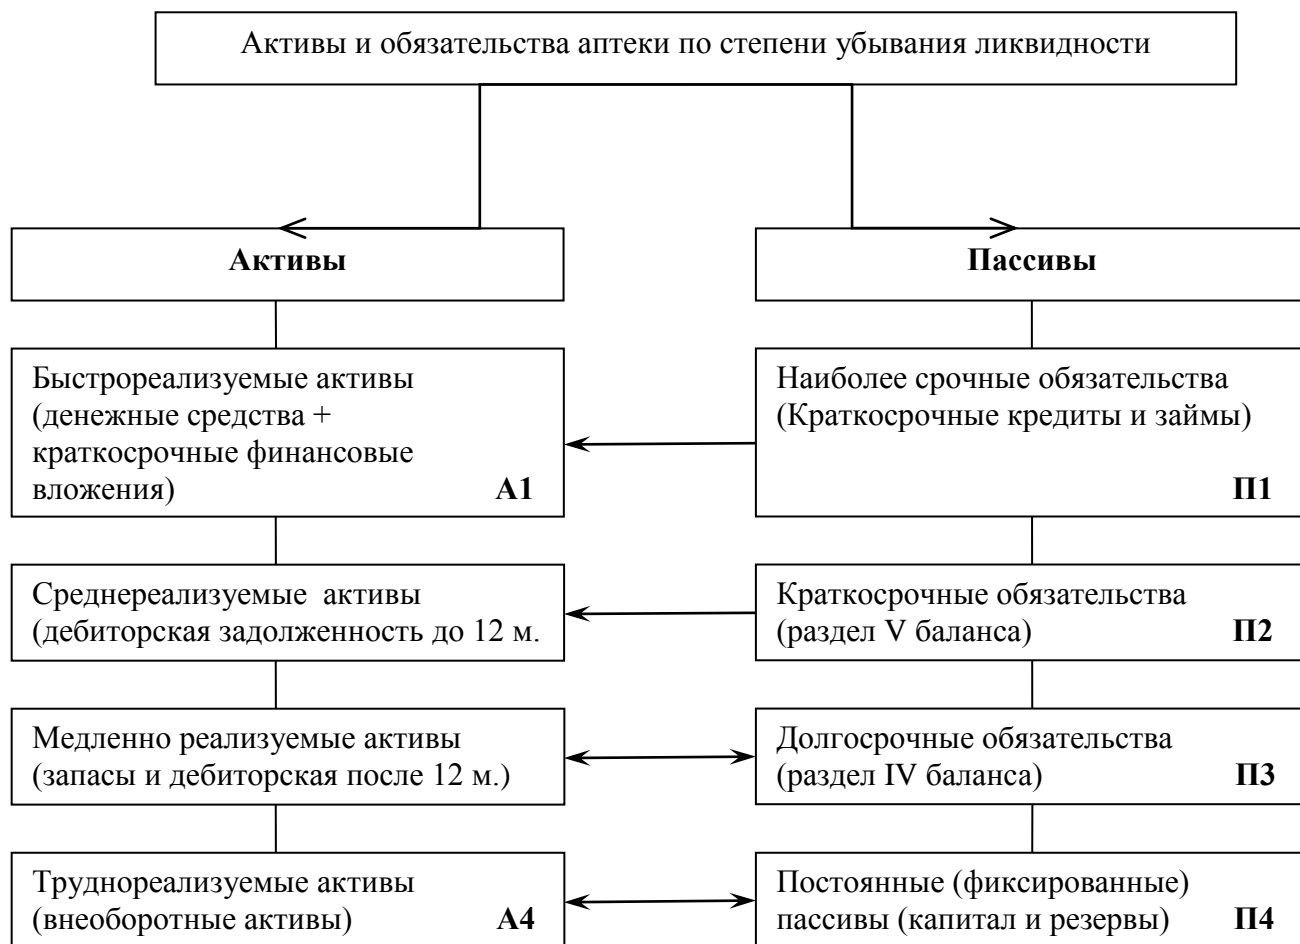 Активы и обязательства аптеки по степени убывания ликвидности
Активы
Пассивы
Быстрореализуемые активы
(денежные средства +
краткосрочные финансовые
вложения) А1
Наиболее срочные обязательства
(Краткосрочные кредиты и займы)
П1
Среднереализуемые активы
(дебиторская задолженность до 12 м.
Краткосрочные обязательства
(раздел V баланса) П2
Медленно реализуемые активы
(запасы и дебиторская после 12 м.)
Долгосрочные обязательства
(раздел IV баланса) П3
Труднореализуемые активы
(внеоборотные активы) А4
Постоянные (фиксированные)
пассивы (капитал и резервы) П4